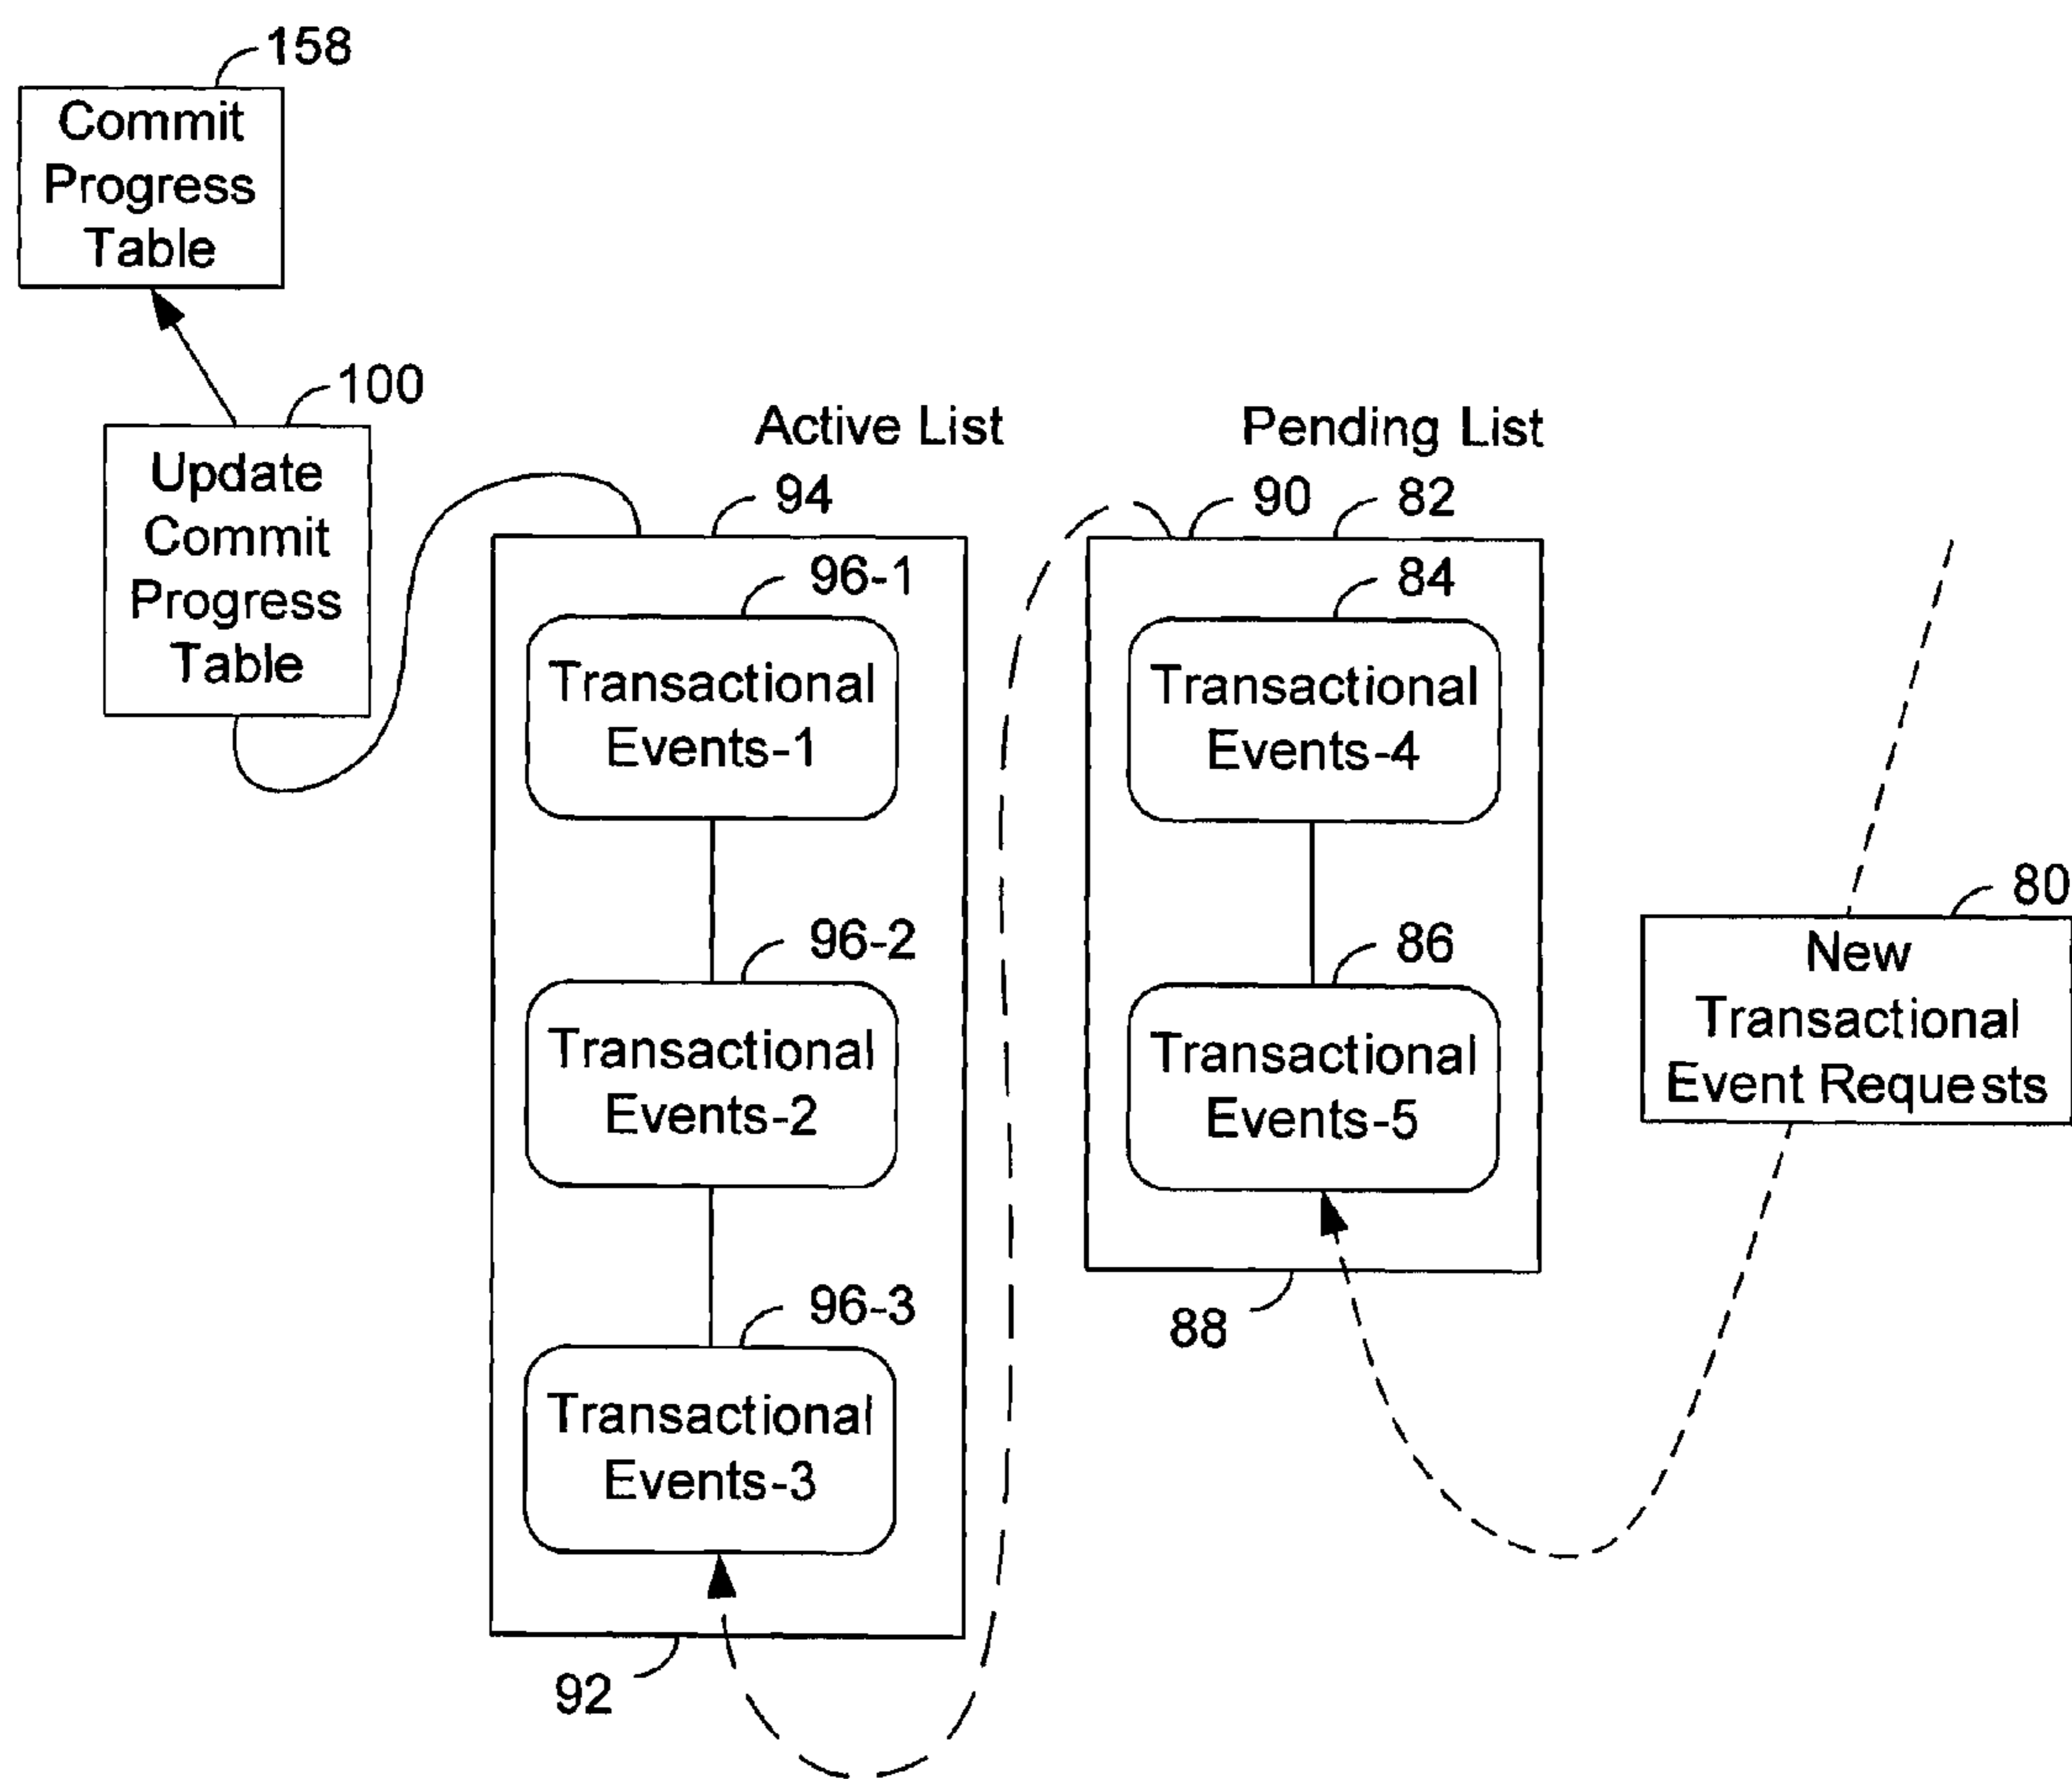 158
Commit
Progress
Table
100
Update
Commit
Progress
Table
Active List
94
96-1
Transactional
Events-1
96-2
Transactional
Events-2
96-3
Transactional
Events-3
92
Pending List
90
82
84
Transactional
Events-4
86
Transactional
Events-5
88
80
New
Transactional
Event Requests